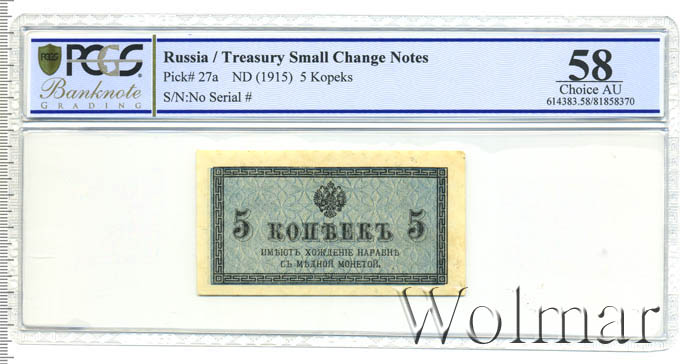 PCGS
PCGS
Banknote
GRADING
Russia / Treasury Small Change Notes
Pick# 27a ND (1915) 5 Kopeks
S/N:No Serial #
58
Choice AU
614383.58/81858370
5 КОПѢЕКЪ 5
ИМѢЮТЪ ХОЖДЕНІЕ НАРАВНѢ
СЪ МѢДНОЙ МОНЕТОЙ.
Wolmar